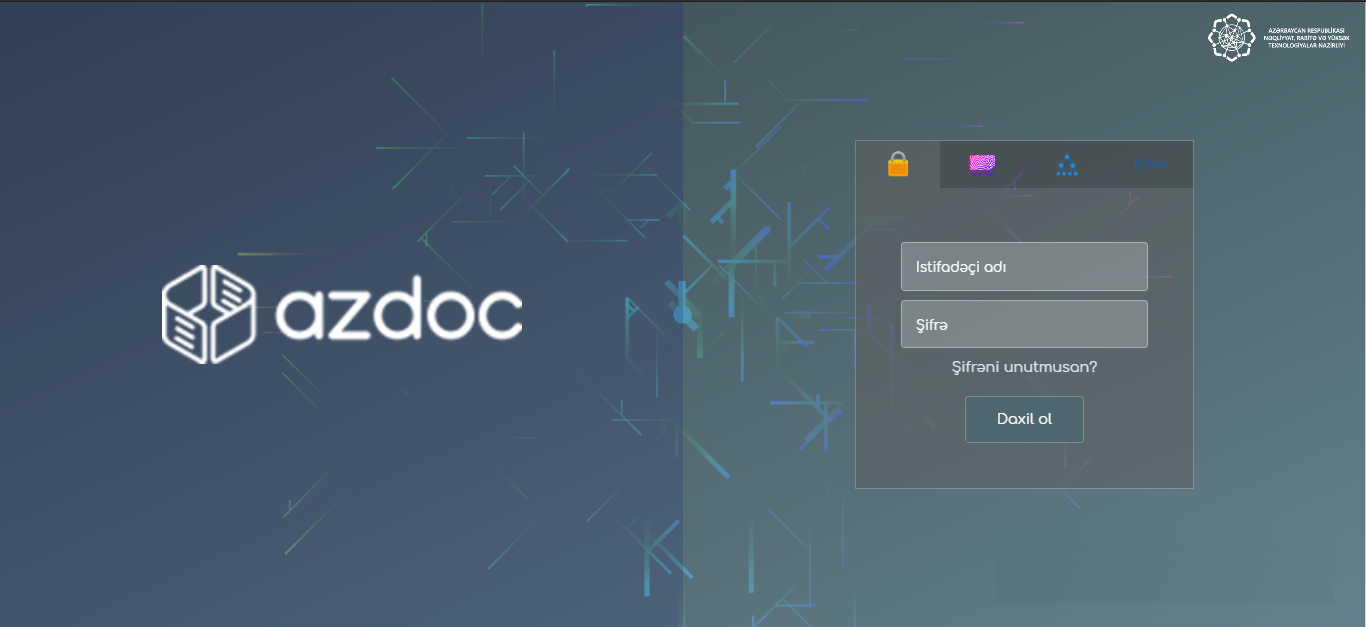 azdoc
AZƏRBAYCAN RESPUBLİKASI
NƏQLİYYAT, RABİTƏ VƏ YÜKSƏK
TEXNOLOGİYALAR NAZİRLİYİ
Istifadəçi adı
Şifrə
Şifrəni unutmusan?
Daxil ol